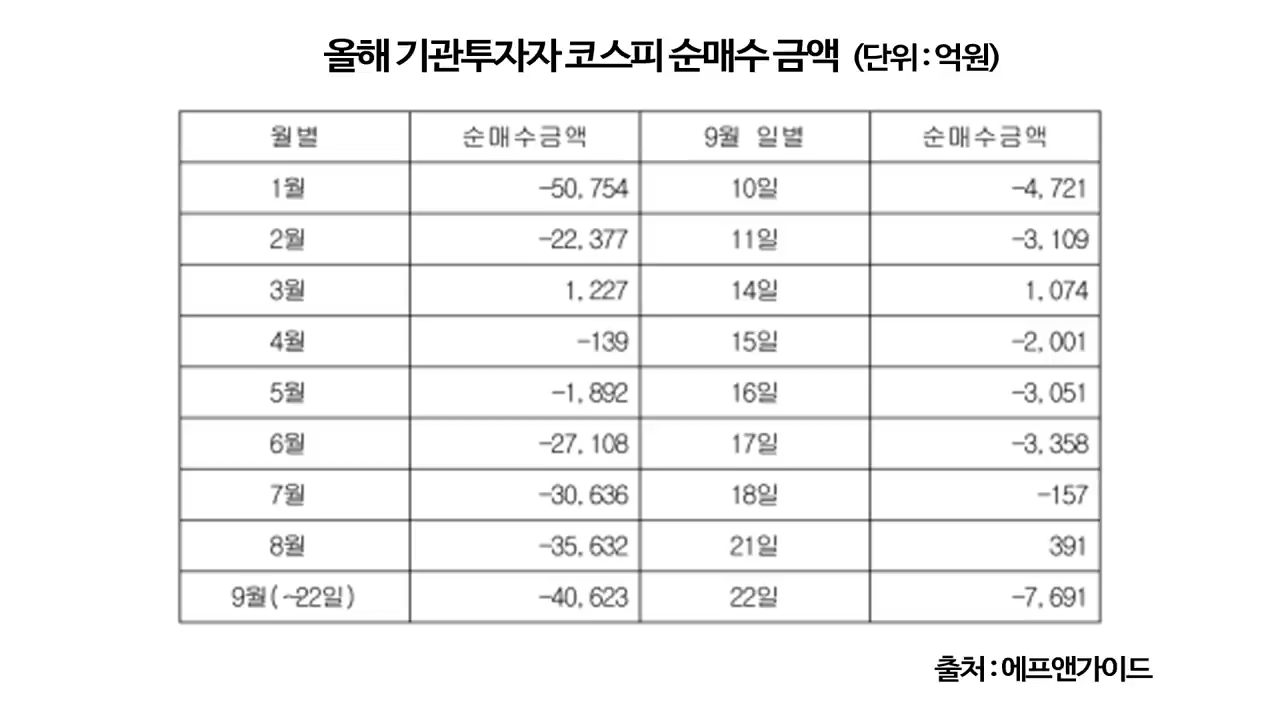 올해 기관투자자 코스피 순매수 금액 (단위 : 억원)
월별 순매수금액 9월 일별 순매수금액
1월 -50,754 10일 -4,721
2월 -22,377 11일 -3,109
3월 1,227 14일 1,074
4월 -139 15일 -2,001
5월 -1,892 16일 -3,051
6월 -27,108 17일 -3,358
7월 -30,636 18일 -157
8월 -35,632 21일 391
9월(~22일) -40,623 22일 -7,691
출처 : 에프앤가이드